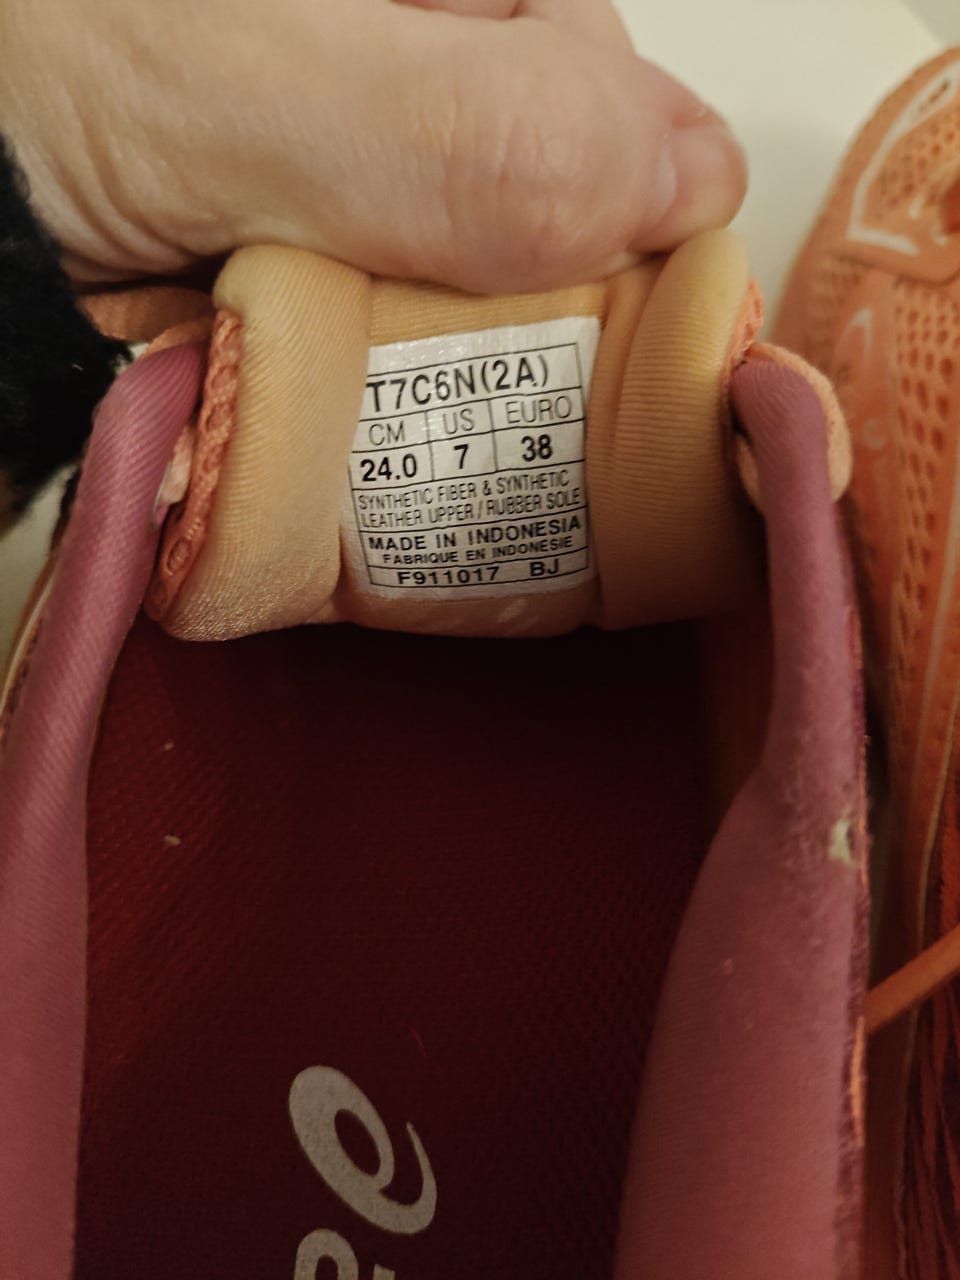 T7C6N(2A)
CM US EURO
24.0 7 38
SYNTHETIC FIBER & SYNTHETIC
LEATHER UPPER / RUBBER SOLE
MADE IN INDONESIA
FABRIQUE EN INDONESIE
F911017 BJ